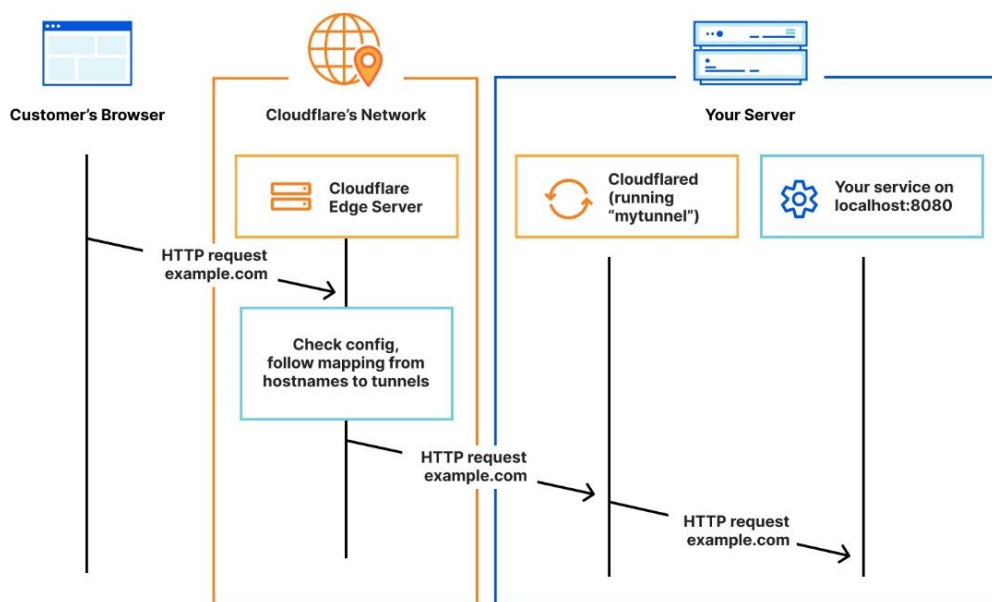 Customer's Browser
Cloudflare's Network
Your Server
Cloudflare
Edge Server
Cloudflared
(running
“mytunnel”)
Your service on
localhost:8080
HTTP request
example.com
Check config,
follow mapping from
hostnames to tunnels
HTTP request
example.com
HTTP request
example.com